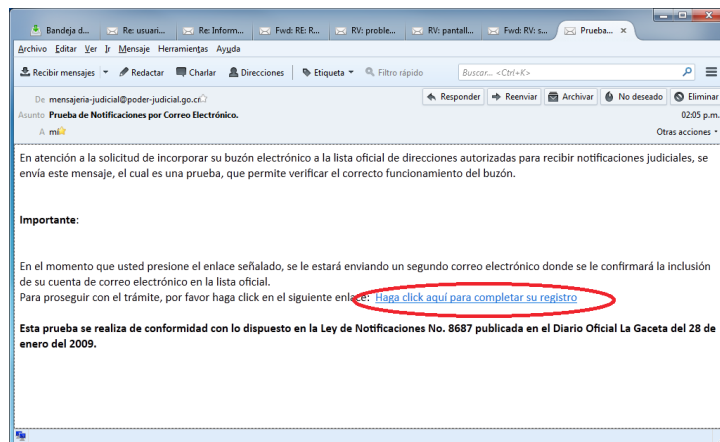 Bandeja d...
Re: usuari...
Re: Inform...
Fwd: RE: R...
RV: proble...
RV: pantall...
Fwd: RV: s...
Prueba...
Archivo Editar Ver Ir Mensaje Herramientas Ayuda
Recibir mensajes Redactar Charlar Direcciones Etiqueta Filtro rápido Buscar... <Ctrl+K>
De mensajeria-judicial@poder-judicial.go.cr
Responder Reenviar Archivar No deseado Eliminar
Asunto Prueba de Notificaciones por Correo Electrónico. 02:05 p.m.
A mí Otras acciones
En atención a la solicitud de incorporar su buzón electrónico a la lista oficial de direcciones autorizadas para recibir notificaciones judiciales, se
envía este mensaje, el cual es una prueba, que permite verificar el correcto funcionamiento del buzón.
Importante:
En el momento que usted presione el enlace señalado, se le estará enviando un segundo correo electrónico donde se le confirmará la inclusión
de su cuenta de correo electrónico en la lista oficial.
Para proseguir con el trámite, por favor haga click en el siguiente enlace: Haga click aquí para completar su registro
Esta prueba se realiza de conformidad con lo dispuesto en la Ley de Notificaciones No. 8687 publicada en el Diario Oficial La Gaceta del 28 de
enero del 2009.